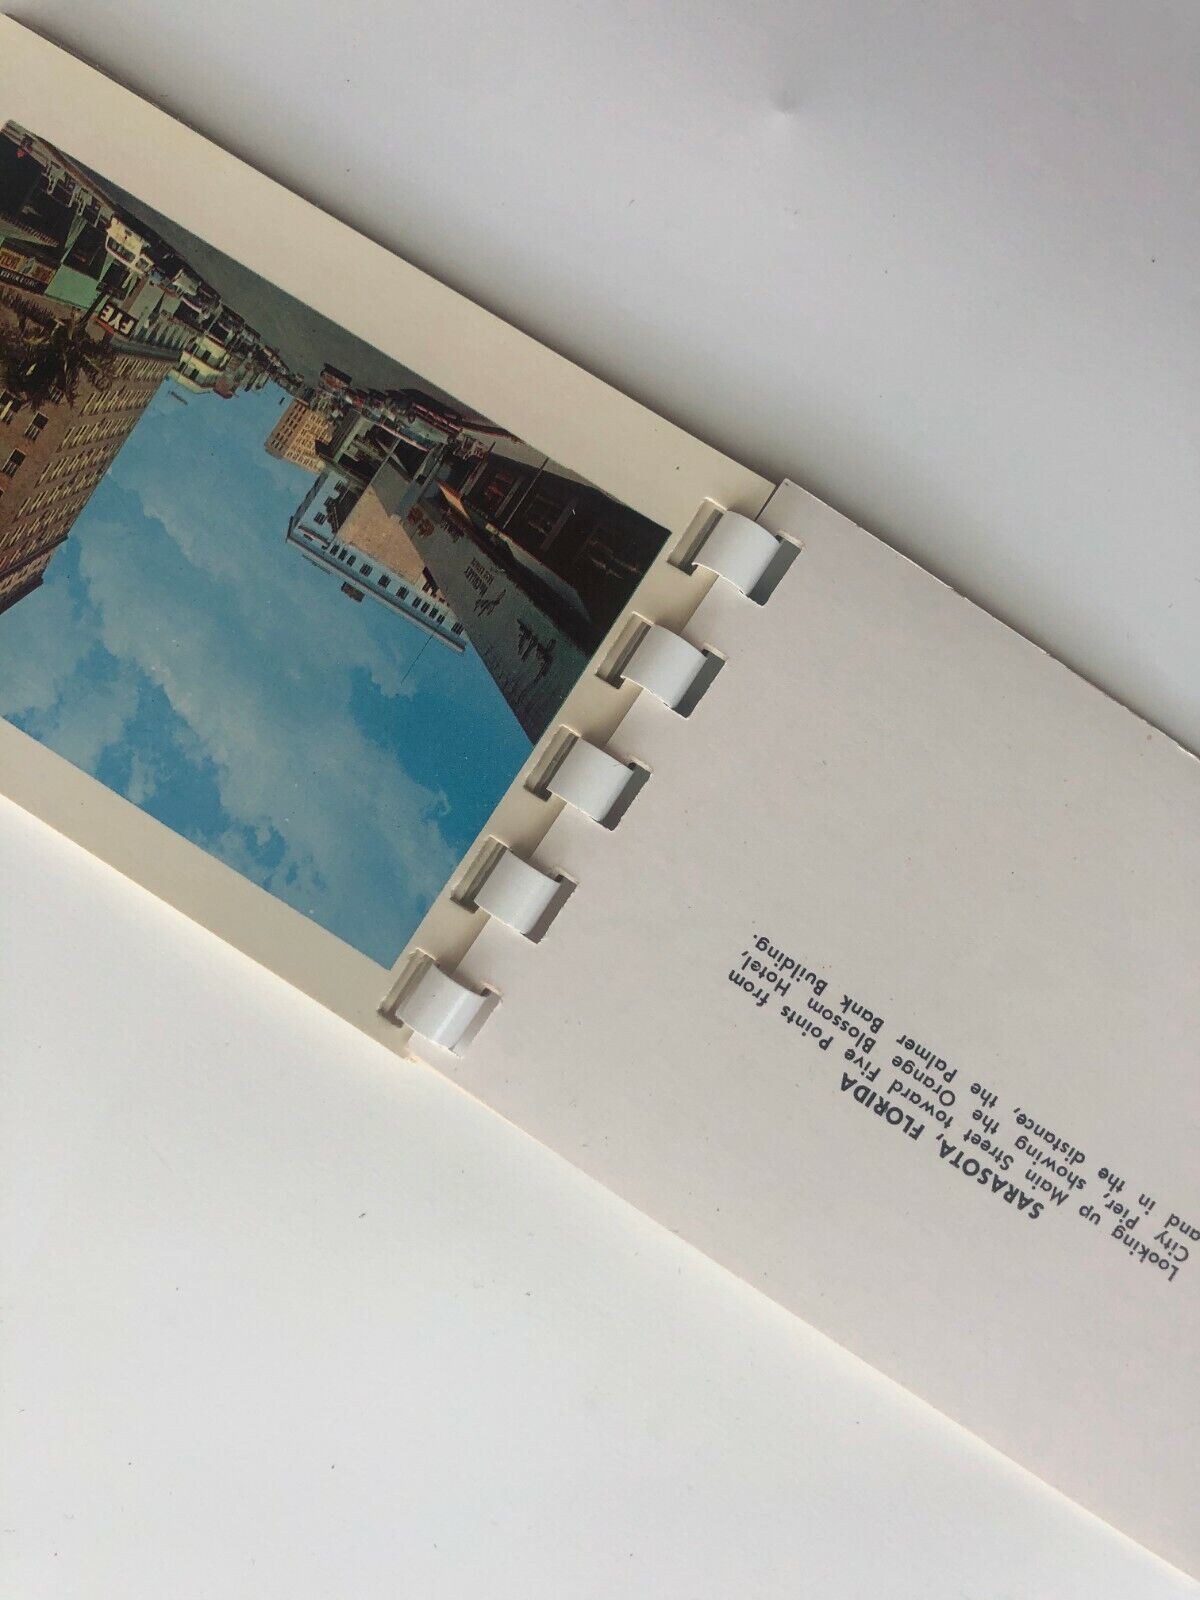 SARASOTA, FLORIDA
Looking up Main Street toward Five Points from
City Pier, showing the Orange Blossom Hotel,
and in the distance, the Palmer Bank Building.
FYE